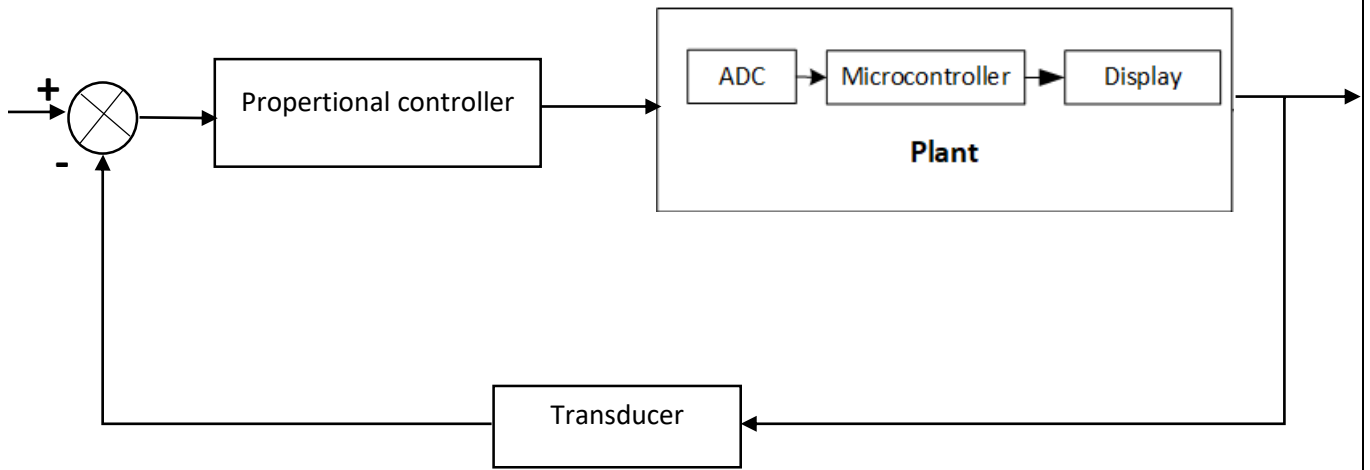 +
Propertional controller
ADC
Microcontroller
Display
Plant
-
Transducer